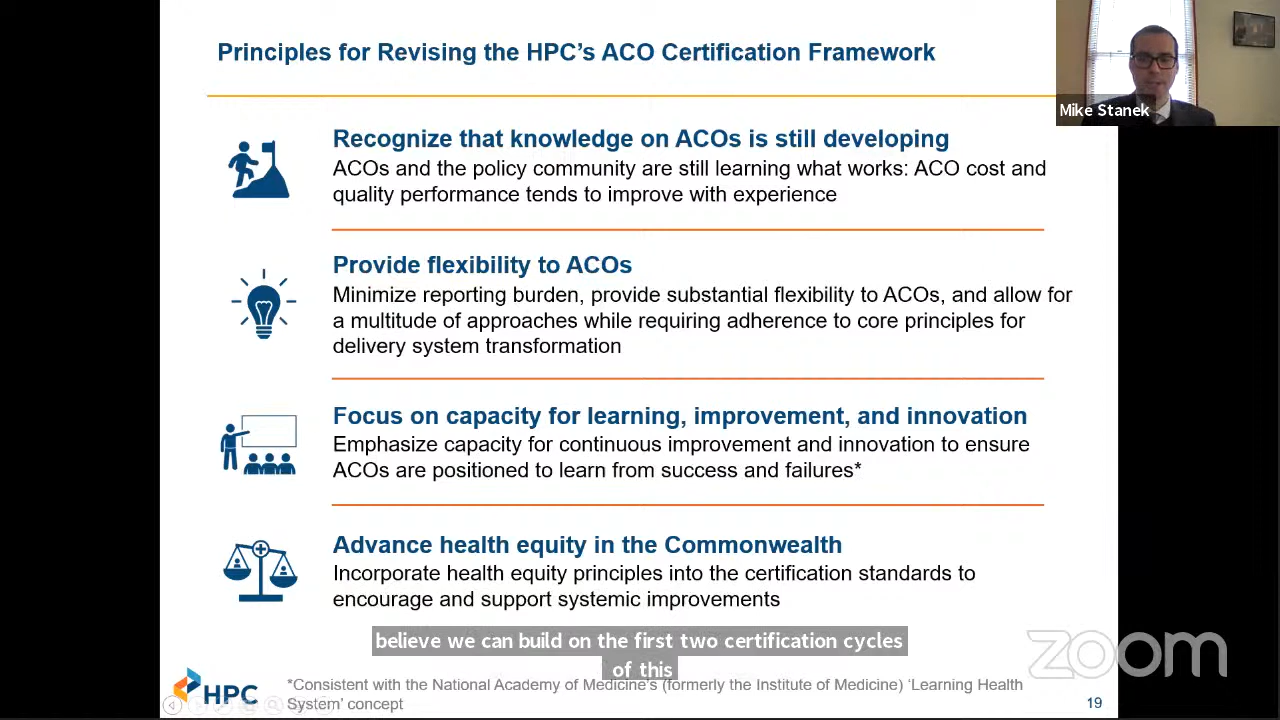 Principles for Revising the HPC's ACO Certification Framework
Mike Stanek
Recognize that knowledge on ACOs is still developing
ACOs and the policy community are still learning what works: ACO cost and
quality performance tends to improve with experience
Provide flexibility to ACOs
Minimize reporting burden, provide substantial flexibility to ACOs, and allow for
a multitude of approaches while requiring adherence to core principles for
delivery system transformation
Focus on capacity for learning, improvement, and innovation
Emphasize capacity for continuous improvement and innovation to ensure
ACOs are positioned to learn from success and failures*
Advance health equity in the Commonwealth
Incorporate health equity principles into the certification standards to
encourage and support systemic improvements
believe we can build on the first two certification cycles
of this
zoom
HPC
*Consistent with the National Academy of Medicine's (formerly the Institute of Medicine) 'Learning Health
System' concept
19